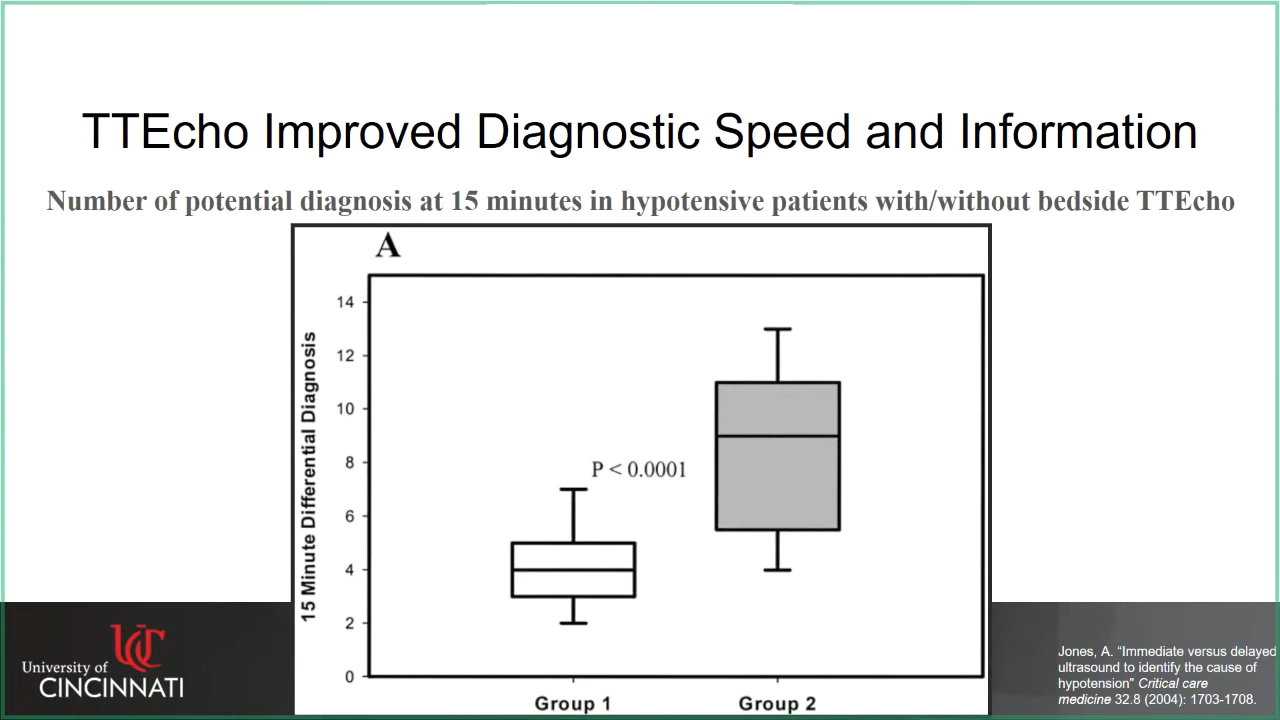 TTEcho Improved Diagnostic Speed and Information
Number of potential diagnosis at 15 minutes in hypotensive patients with/without bedside TTEcho
A
15 Minute Differential Diagnosis
14
12
10
8
6
4
2
0
P < 0.0001
Group 1
Group 2
UC
University of
CINCINNATI
Jones, A. “Immediate versus delayed
ultrasound to identify the cause of
hypotension” Critical care
medicine 32.8 (2004): 1703-1708.